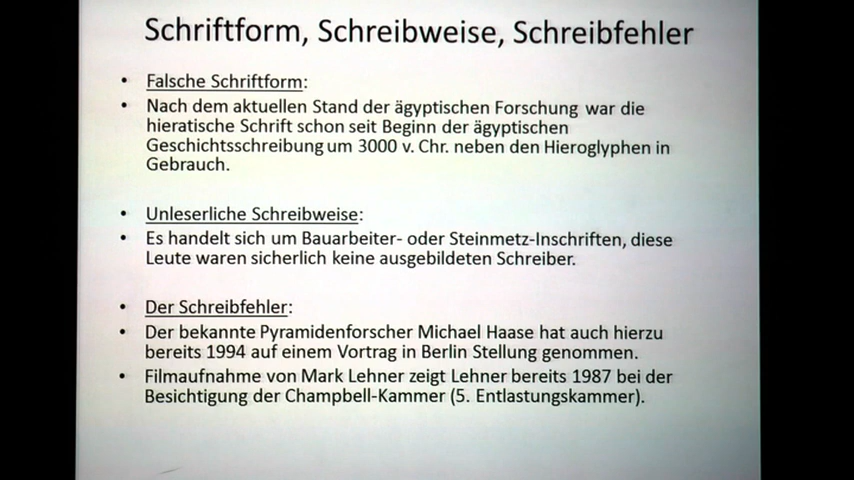 Schriftform, Schreibweise, Schreibfehler
• Falsche Schriftform:
• Nach dem aktuellen Stand der ägyptischen Forschung war die
hieratische Schrift schon seit Beginn der ägyptischen
Geschichtsschreibung um 3000 v. Chr. neben den Hieroglyphen in
Gebrauch.
• Unleserliche Schreibweise:
• Es handelt sich um Bauarbeiter- oder Steinmetz-Inschriften, diese
Leute waren sicherlich keine ausgebildeten Schreiber.
• Der Schreibfehler:
• Der bekannte Pyramidenforscher Michael Haase hat auch hierzu
bereits 1994 auf einem Vortrag in Berlin Stellung genommen.
• Filmaufnahme von Mark Lehner zeigt Lehner bereits 1987 bei der
Besichtigung der Champbell-Kammer (5. Entlastungskammer).